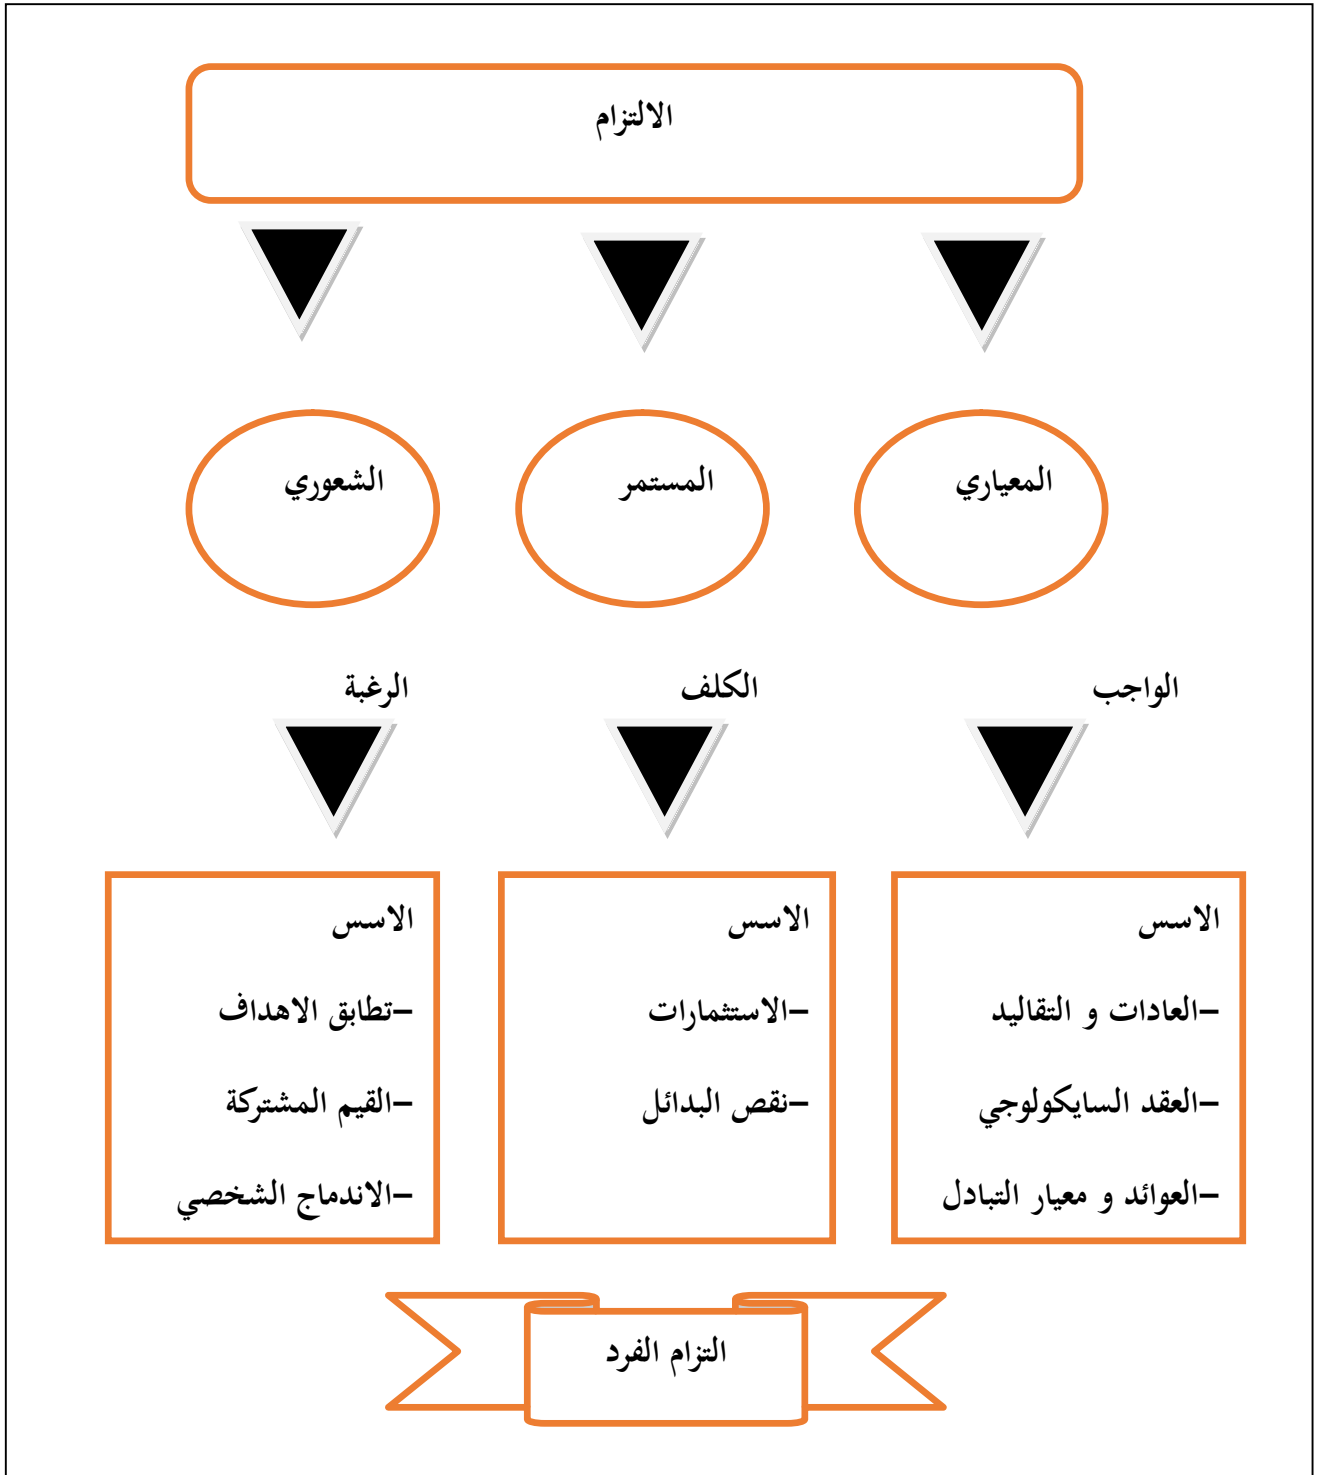 الالتزام
المعياري
المستمر
الشعوري
الواجب
الكلف
الرغبة
الاسس
-العادات و التقاليد
-العقد السايكولوجي
-العوائد و معيار التبادل
الاسس
-الاستثمارات
-نقص البدائل
الاسس
-تطابق الاهداف
-القيم المشتركة
-الاندماج الشخصي
التزام الفرد